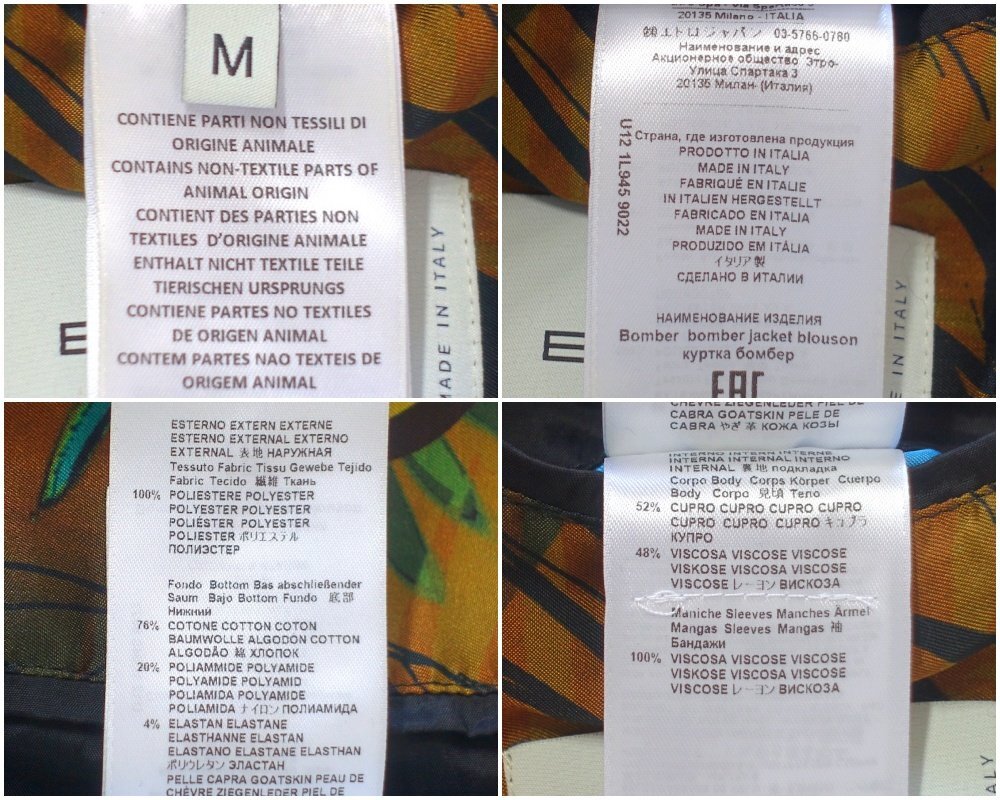 M
CONTIENE PARTI NON TESSILI DI
ORIGINE ANIMALE
CONTAINS NON-TEXTILE PARTS OF
ANIMAL ORIGIN
CONTIENT DES PARTIES NON
TEXTILES D'ORIGINE ANIMALE
ENTHALT NICHT TEXTILE TEILE
TIERISCHEN URSPRUNGS
CONTIENE PARTES NO TEXTILES
DE ORIGEN ANIMAL
CONTEM PARTES NAO TEXTEIS DE
ORIGEM ANIMAL
E
MADE IN ITALY
20135 Milano - ITALIA
㈱エトロジャパン 03-5766-0780
Наименование и адрес
Акционерное общество Этро-
Улица Спартака 3
20135 Милан- (Италия)
U12 1L945 9022
Страна, где изготовлена продукция
PRODOTTO IN ITALIA
MADE IN ITALY
FABRIQUÉ EN ITALIE
IN ITALIEN HERGESTELLT
FABRICADO EN ITALIA
MADE IN ITALY
PRODUZIDO EM ITÁLIA
イタリア製
СДЕЛАНО В ИТАЛИИ
НАИМЕНОВАНИЕ ИЗДЕЛИЯ
Bomber bomber jacket blouson
куртка бомбер
EAC
E
E IN ITALY
ESTERNO EXTERN EXTERNE
ESTERNO EXTERNAL EXTERNO
EXTERNAL 表地 НАРУЖНАЯ
Tessuto Fabric Tissu Gewebe Tejido
Fabric Tecido 繊維 Ткань
100% POLIESTERE POLYESTER
POLYESTER POLYESTER
POLIÉSTER POLYESTER
POLIESTER ポリエステル
ПОЛИЭСТЕР
Fondo Bottom Bas abschließender
Saum Bajo Bottom Fundo 底部
Нижний
76% COTONE COTTON COTON
BAUMWOLLE ALGODON COTTON
ALGODÃO 綿 ХЛОПОК
20% POLIAMMIDE POLYAMIDE
POLYAMIDE POLYAMID
POLIAMIDA POLYAMIDE
POLIAMIDA ナイロン ПОЛИАМИДА
4% ELASTAN ELASTANE
ELASTHANNE ELASTAN
ELASTANO ELASTANE ELASTHAN
ポリウレタン ЭЛАСТАН
PELLE CAPRA GOATSKIN PEAU DE
CHÈVRE ZIEGENLEDER PIEL DE
CHÈVRE ZIEGENLEDER PIEL DE
CABRA GOATSKIN PELE DE
CABRA やぎ革 КОЖА КОЗЫ
INTERNO INTERN INTERNE
INTERNA INTERNAL INTERNO
INTERNAL 裏地 подкладка
Corpo Body Corps Körper Cuerpo
Body Corpo 見頃 Тело
52% CUPRO CUPRO CUPRO CUPRO
CUPRO CUPRO CUPRO キュプラ
КУПРО
48% VISCOSA VISCOSE VISCOSE
VISKOSE VISCOSA VISCOSE
VISCOSE レーヨン ВИСКОЗА
Maniche Sleeves Manches Ärmel
Mangas Sleeves Mangas 袖
Бандажи
100% VISCOSA VISCOSE VISCOSE
VISKOSE VISCOSA VISCOSE
VISCOSE レーヨン ВИСКОЗА
ALY